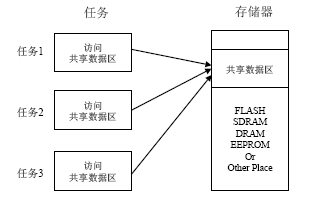 任务
存储器
任务1
访问
共享数据区
任务2
访问
共享数据区
任务3
访问
共享数据区
共享数据区
FLASH
SDRAM
DRAM
EEPROM
Or
Other Place